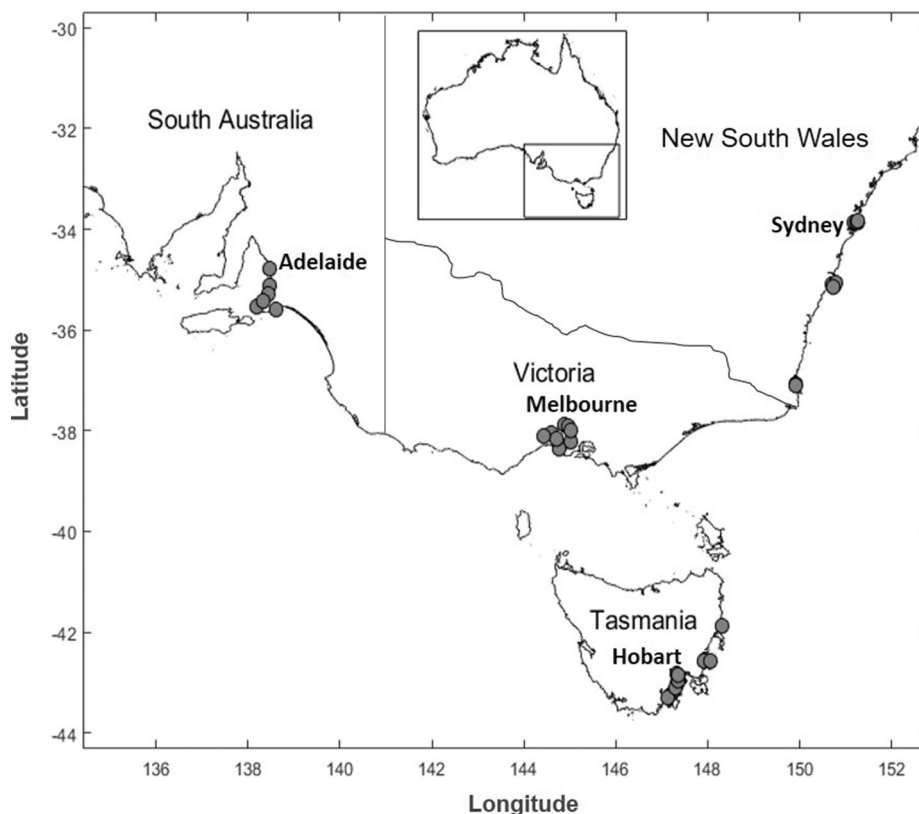 -30
-32
-34
-36
-38
-40
-42
-44
Latitude
South Australia
New South Wales
Sydney
Adelaide
Victoria
Melbourne
Tasmania
Hobart
136
138
140
142
144
146
148
150
152
Longitude